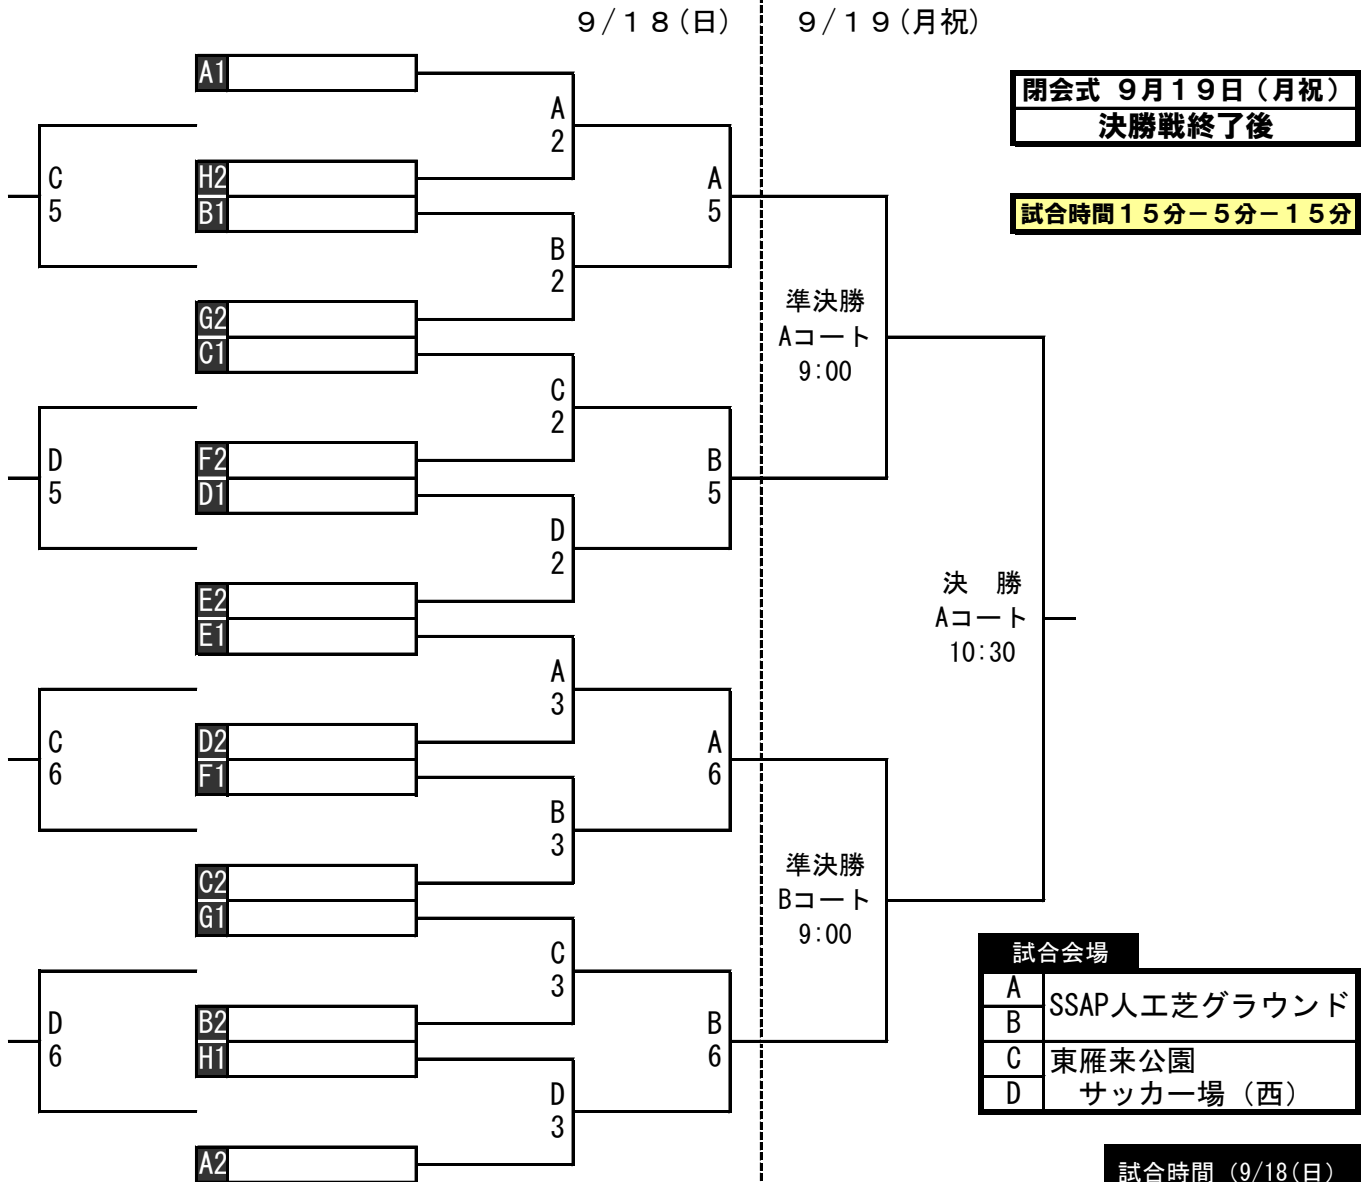 9/18(日)
9/19(月祝)
閉会式 9月19日(月祝)
決勝戦終了後
試合時間15分-5分-15分
A1
A
2
H2
B1
C
5
A
5
B
2
G2
C1
準決勝
Aコート
9:00
C
2
F2
D1
D
5
B
5
D
2
E2
E1
決 勝
Aコート
10:30
A
3
D2
F1
C
6
A
6
B
3
C2
G1
準決勝
Bコート
9:00
C
3
B2
H1
D
6
B
6
D
3
A2
試合会場
A
B
SSAP人工芝グラウンド
C
D
東雁来公園
サッカー場(西)
試合時間(9/18(日)